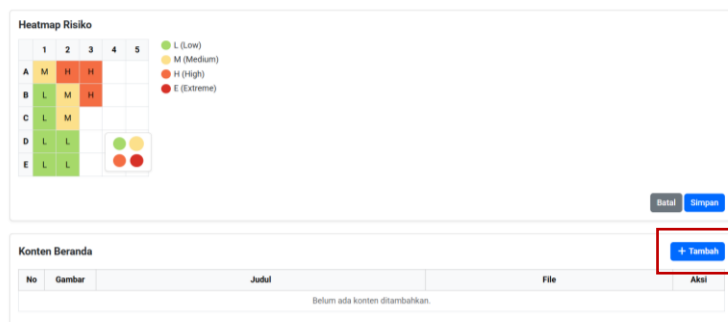 Heatmap Risiko
1 2 3 4 5
A M H H
B L M H
C L M
D L L
E L L
L (Low)
M (Medium)
H (High)
E (Extreme)
Batal Simpan
Konten Beranda
+ Tambah
No Gambar Judul File Aksi
Belum ada konten ditambahkan.